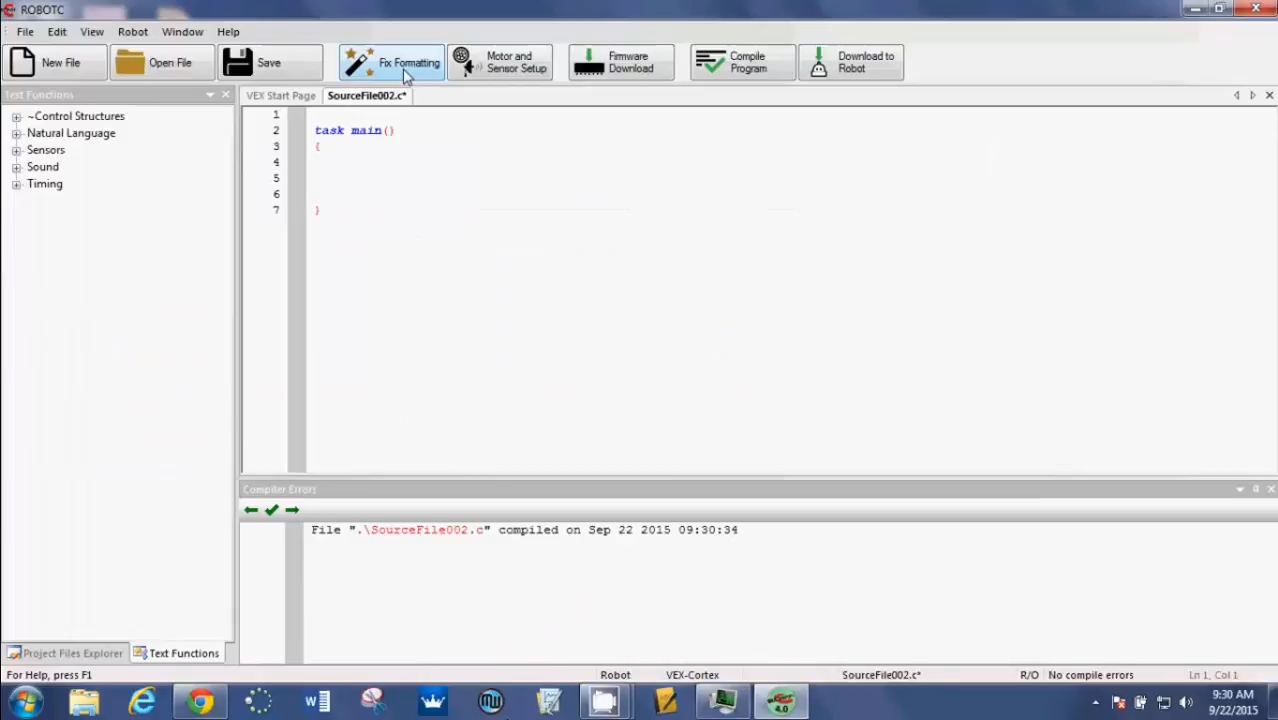 ROBOTC
File Edit View Robot Window Help
New File Open File Save Fix Formatting Motor and Sensor Setup Firmware Download Compile Program Download to Robot
Text Functions
VEX Start Page SourceFile002.c*
~Control Structures
Natural Language
Sensors
Sound
Timing
1
2 task main()
3 {
4
5
6
7 }
Compiler Errors
File ".\SourceFile002.c" compiled on Sep 22 2015 09:30:34
Project Files Explorer Text Functions
For Help, press F1 Robot VEX-Cortex SourceFile002.c* R/O No compile errors Ln 1, Col 1
W 4.0 9:30 AM
9/22/2015